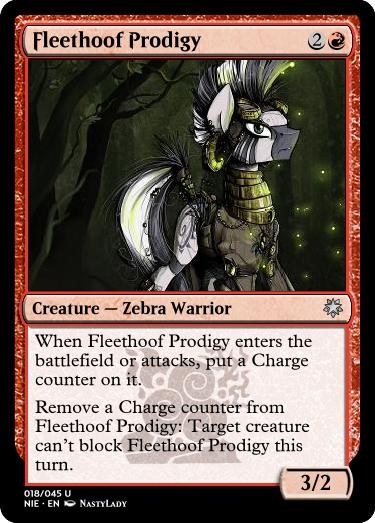 Fleethoof Prodigy 2
Creature — Zebra Warrior
When Fleethoof Prodigy enters the
battlefield or attacks, put a Charge
counter on it.
Remove a Charge counter from
Fleethoof Prodigy: Target creature
can't block Fleethoof Prodigy this
turn.
3/2
018/045 U
NIE • EN NastyLady